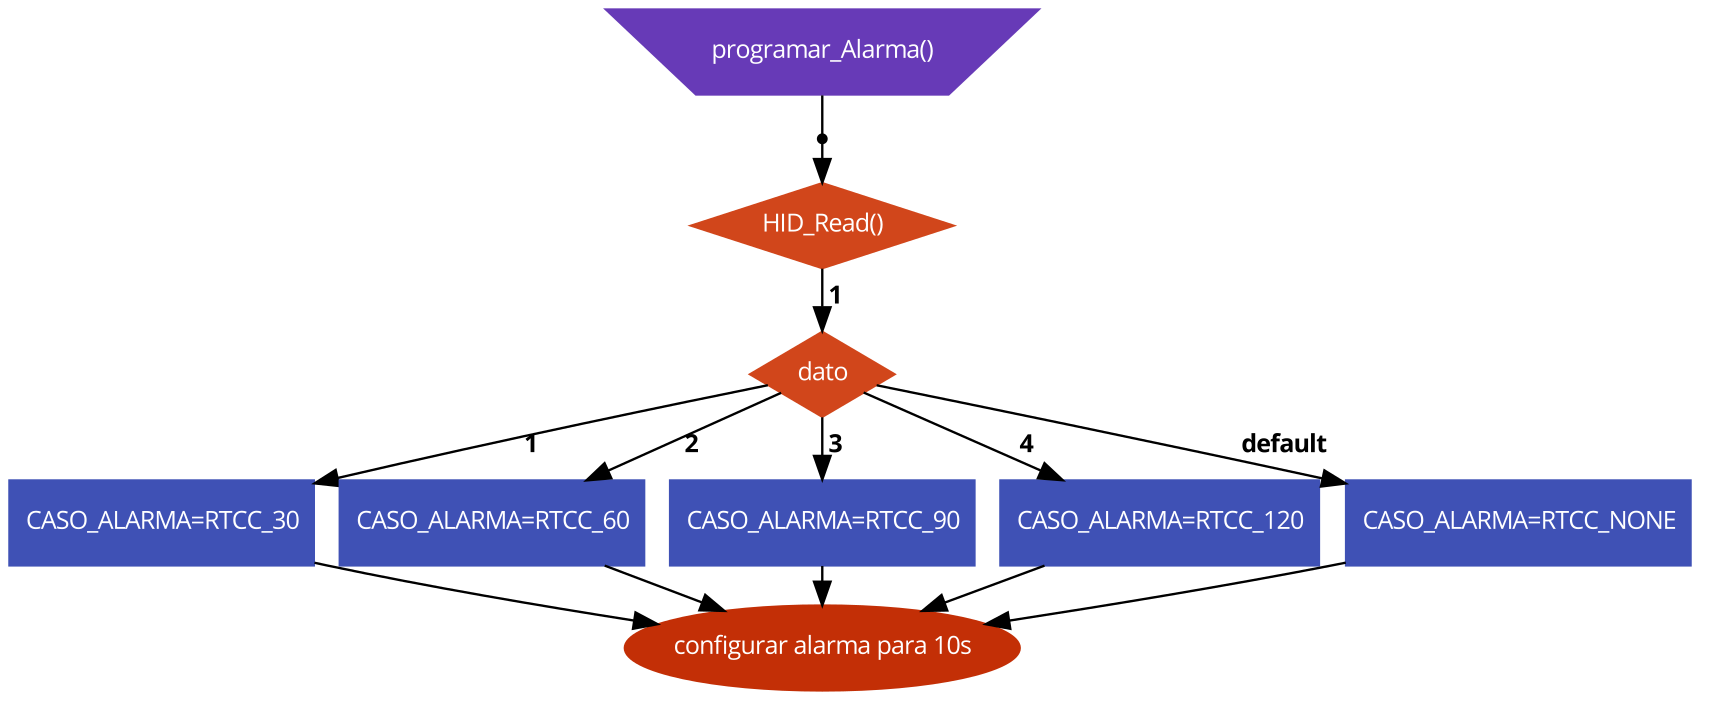 programar_Alarma()
HID_Read()
1
dato
1
2
3
4
default
CASO_ALARMA=RTCC_30
CASO_ALARMA=RTCC_60
CASO_ALARMA=RTCC_90
CASO_ALARMA=RTCC_120
CASO_ALARMA=RTCC_NONE
configurar alarma para 10s